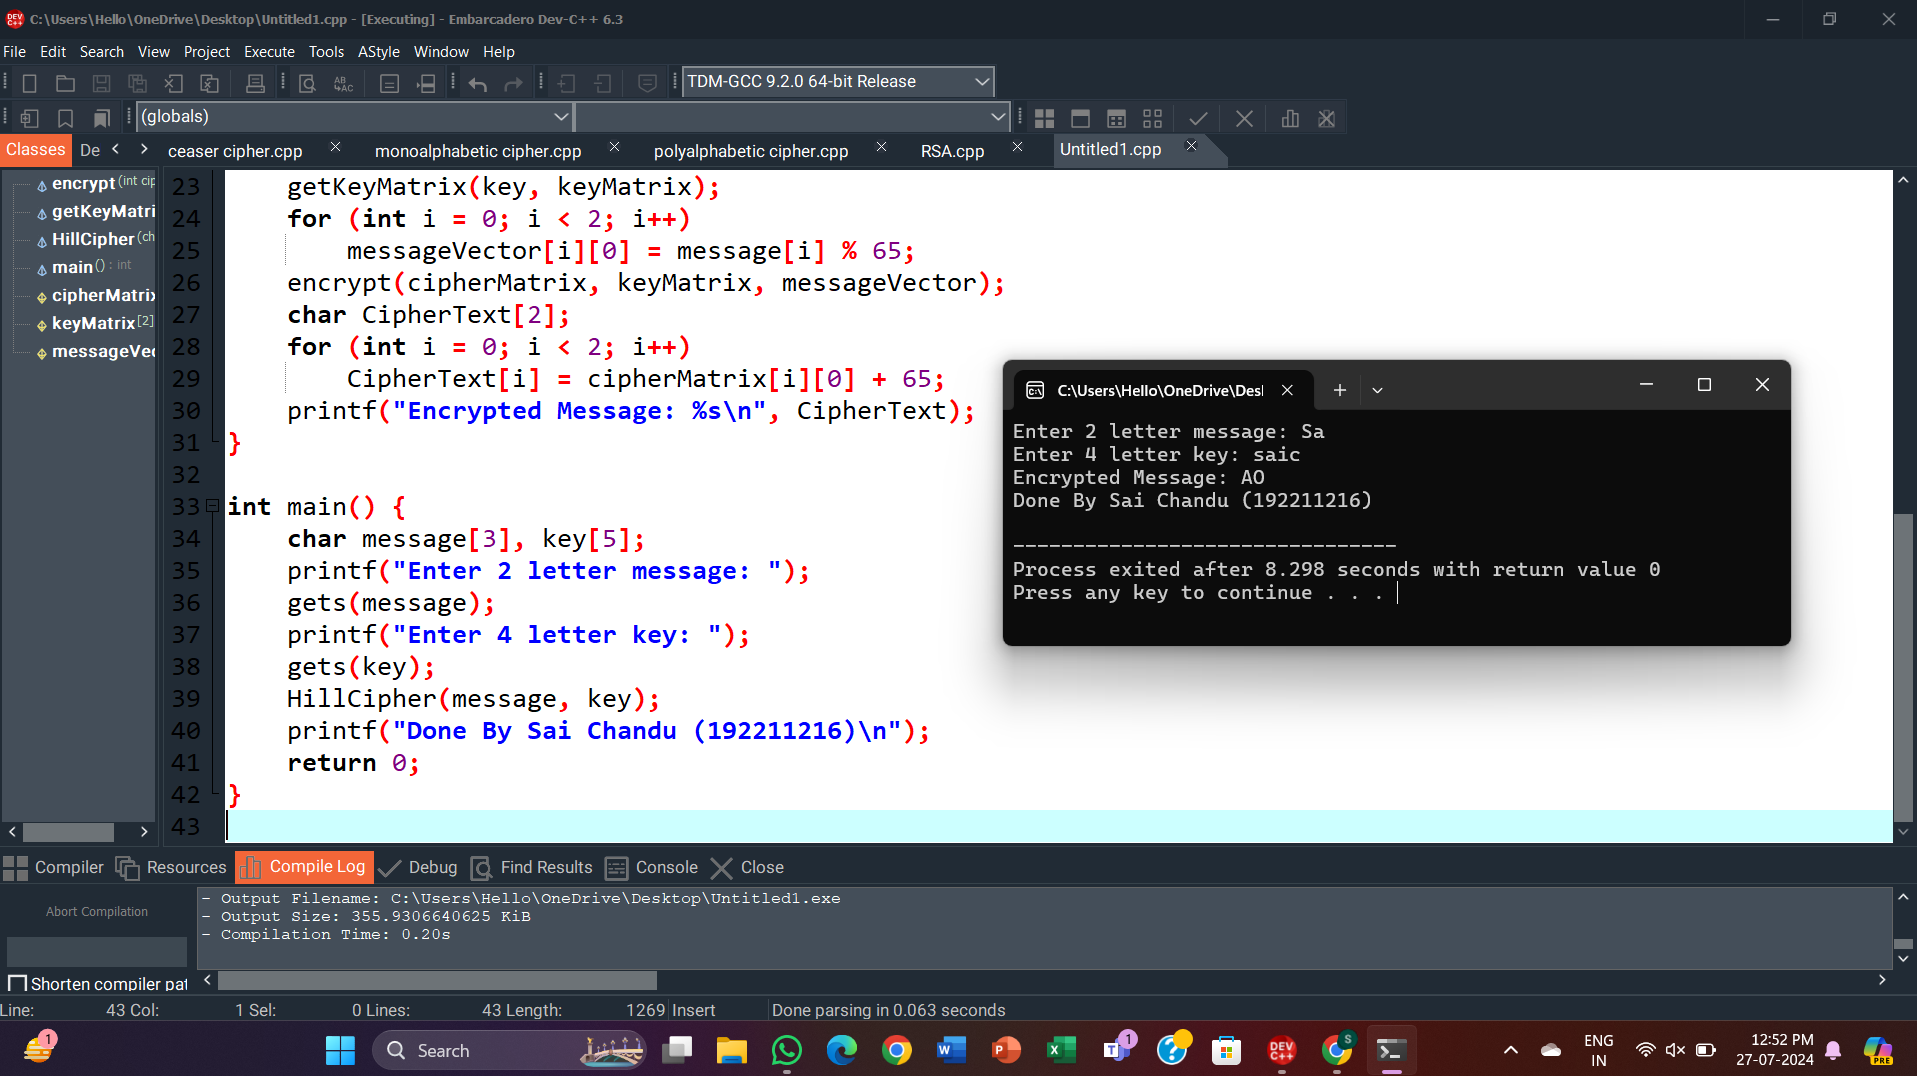 C:\Users\Hello\OneDrive\Desktop\Untitled1.cpp - [Executing] - Embarcadero Dev-C++ 6.3
File Edit Search View Project Execute Tools AStyle Window Help
TDM-GCC 9.2.0 64-bit Release
(globals)
Classes De
ceaser cipher.cpp monoalphabetic cipher.cpp polyalphabetic cipher.cpp RSA.cpp Untitled1.cpp
encrypt (int cip
getKeyMatri
HillCipher (ch
main () : int
cipherMatrix
keyMatrix [2]
messageVec
23 getKeyMatrix(key, keyMatrix);
24 for (int i = 0; i < 2; i++)
25 messageVector[i][0] = message[i] % 65;
26 encrypt(cipherMatrix, keyMatrix, messageVector);
27 char CipherText[2];
28 for (int i = 0; i < 2; i++)
29 CipherText[i] = cipherMatrix[i][0] + 65;
30 printf("Encrypted Message: %s\n", CipherText);
31 }
32
33 int main() {
34 char message[3], key[5];
35 printf("Enter 2 letter message: ");
36 gets(message);
37 printf("Enter 4 letter key: ");
38 gets(key);
39 HillCipher(message, key);
40 printf("Done By Sai Chandu (192211216)\n");
41 return 0;
42 }
43
C:\Users\Hello\OneDrive\Desl
Enter 2 letter message: Sa
Enter 4 letter key: saic
Encrypted Message: AO
Done By Sai Chandu (192211216)
--------------------------------
Process exited after 8.298 seconds with return value 0
Press any key to continue . . .
Compiler Resources Compile Log Debug Find Results Console Close
Abort Compilation
Shorten compiler pat
- Output Filename: C:\Users\Hello\OneDrive\Desktop\Untitled1.exe
- Output Size: 355.9306640625 KiB
- Compilation Time: 0.20s
Line: 43 Col: 1 Sel: 0 Lines: 43 Length: 1269 Insert Done parsing in 0.063 seconds
1
Search
1
ENG
IN
12:52 PM
27-07-2024
PRE